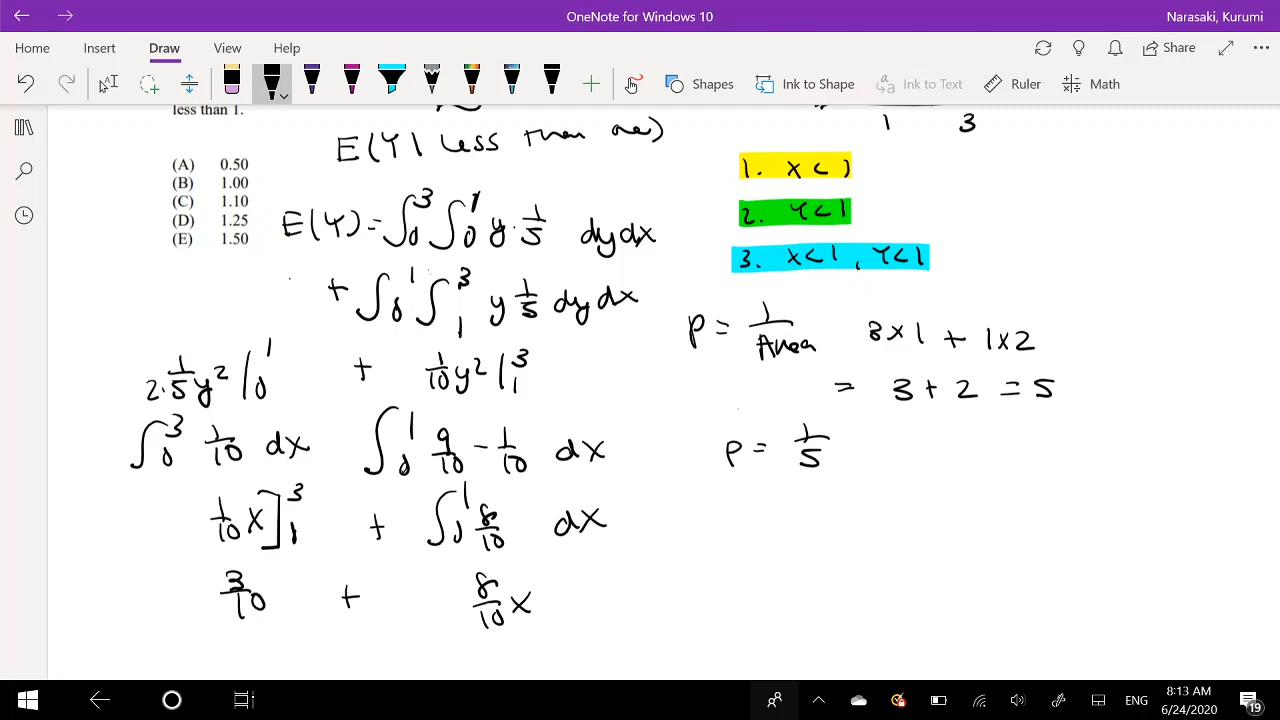 OneNote for Windows 10
Narasaki, Kurumi
Home Insert Draw View Help Share
Shapes Ink to Shape Ink to Text Ruler Math
less than 1.
E(Y| less than one)
1 3
(A) 0.50
(B) 1.00
(C) 1.10
(D) 1.25
(E) 1.50
1. X<1
2. Y<1
3. X<1, Y<1
E(Y)=∫₀³ ∫₀¹ y·1/5 dydx
+ ∫₀¹ ∫₁³ y 1/5 dydx
p = 1/Area 3×1 + 1×2
= 3+2 = 5
p = 1/5
1/2·5 y² |₀¹ + 1/10 y² |₁³
∫₀³ 1/10 dx ∫₀¹ 9/10 - 1/10 dx
1/10 x]₁³ + ∫₀¹ 8/10 dx
3/10 + 8/10 x
ENG
8:13 AM
6/24/2020
19